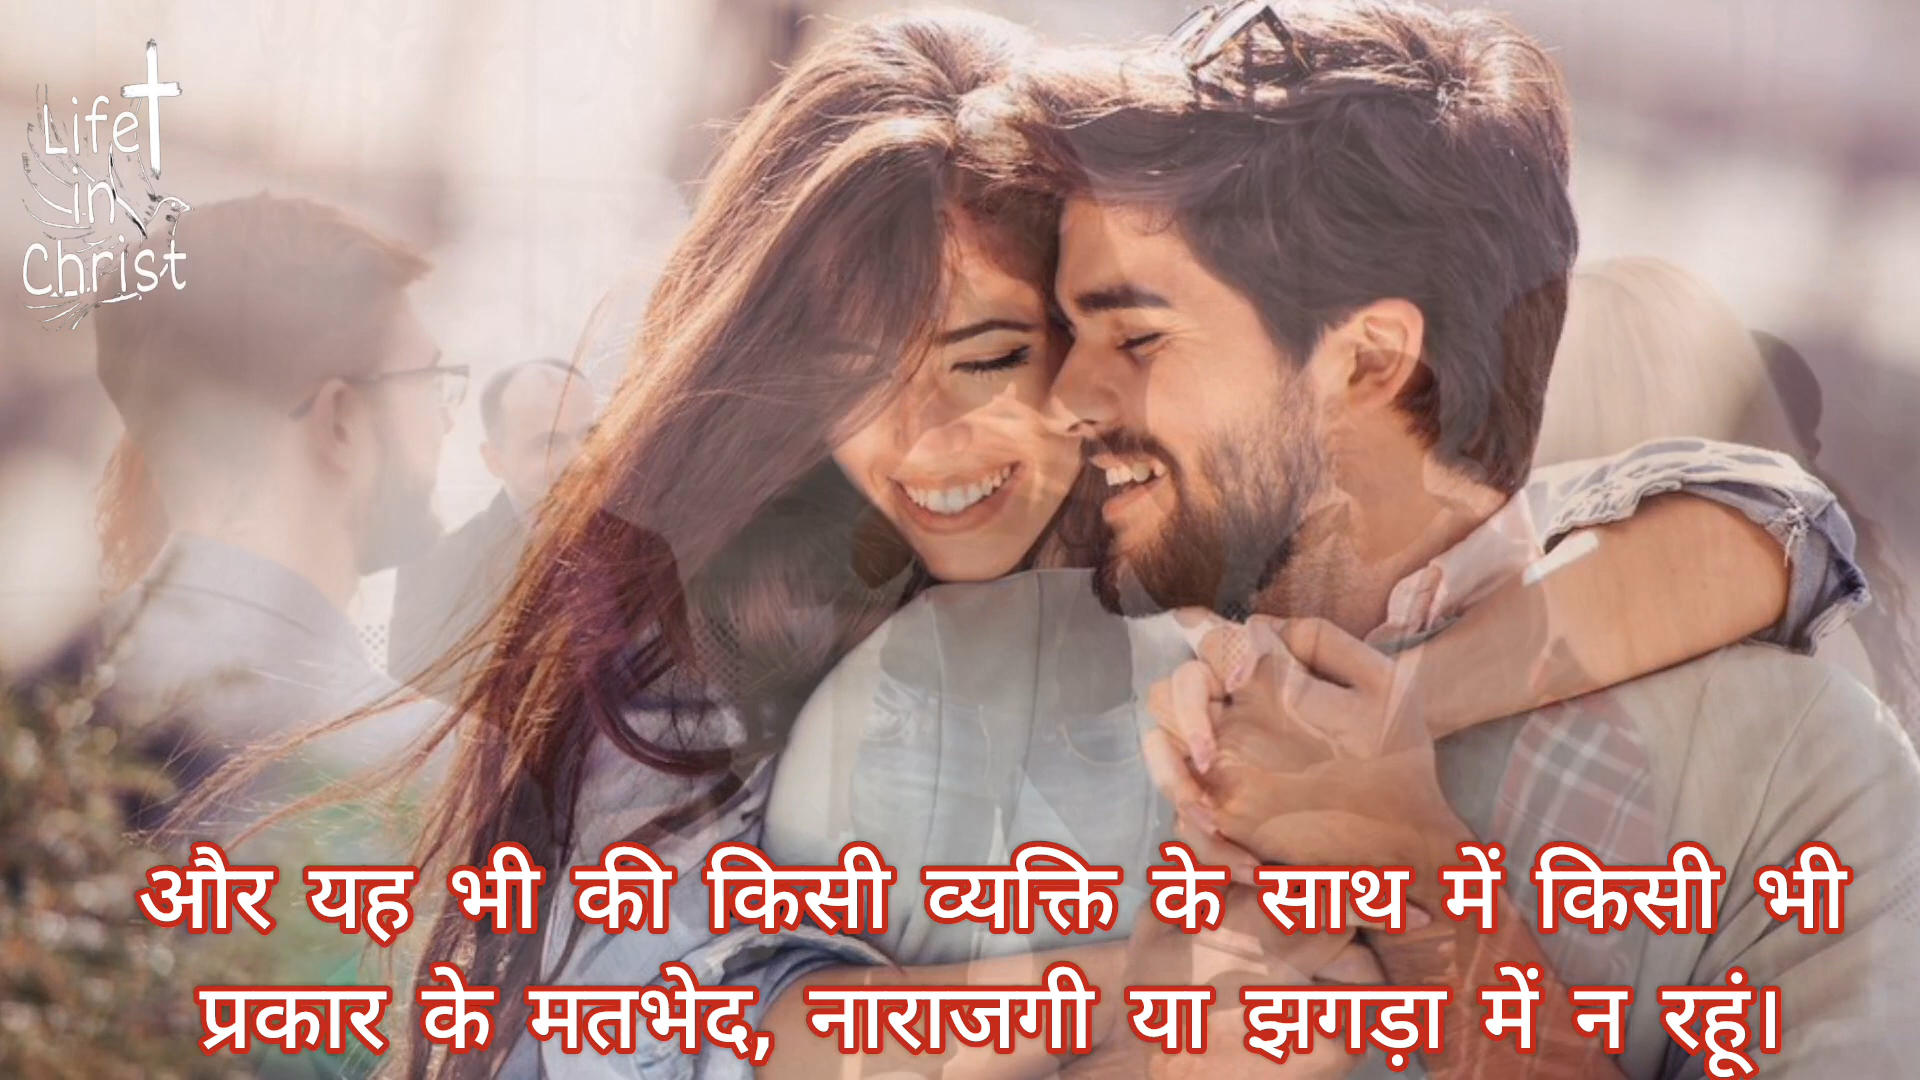 Life
in
Christ
और यह भी की किसी व्यक्ति के साथ में किसी भी
प्रकार के मतभेद, नाराजगी या झगड़ा में न रहूं।